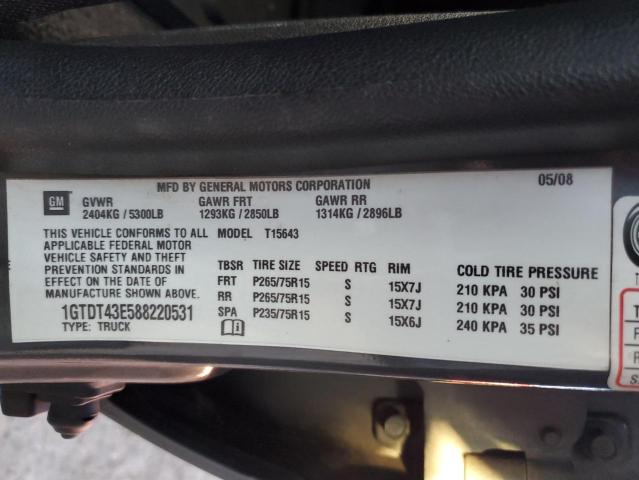 MFD BY GENERAL MOTORS CORPORATION 05/08
GM GVWR GAWR FRT GAWR RR
2404KG / 5300LB 1293KG / 2850LB 1314KG / 2896LB
THIS VEHICLE CONFORMS TO ALL MODEL T15643
APPLICABLE FEDERAL MOTOR
VEHICLE SAFETY AND THEFT
PREVENTION STANDARDS IN
EFFECT ON THE DATE OF
MANUFACTURE SHOWN ABOVE.
1GTDT43E588220531
TYPE: TRUCK
TBSR TIRE SIZE SPEED RTG RIM COLD TIRE PRESSURE
FRT P265/75R15 S 15X7J 210 KPA 30 PSI
RR P265/75R15 S 15X7J 210 KPA 30 PSI
SPA P235/75R15 S 15X6J 240 KPA 35 PSI